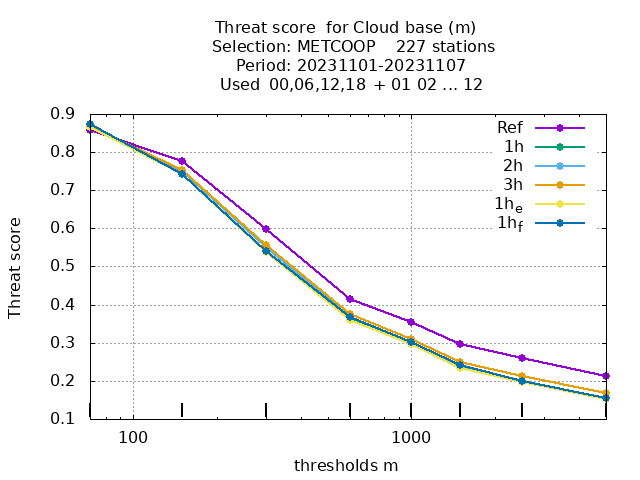 Threat score  for Cloud base (m)
Selection: METCOOP    227 stations
Period: 20231101-20231107
Used  00,06,12,18  + 01 02 ... 12
Threat score
0.9
0.8
0.7
0.6
0.5
0.4
0.3
0.2
0.1
Ref
1h
2h
3h
1he
1hf
100
1000
thresholds m